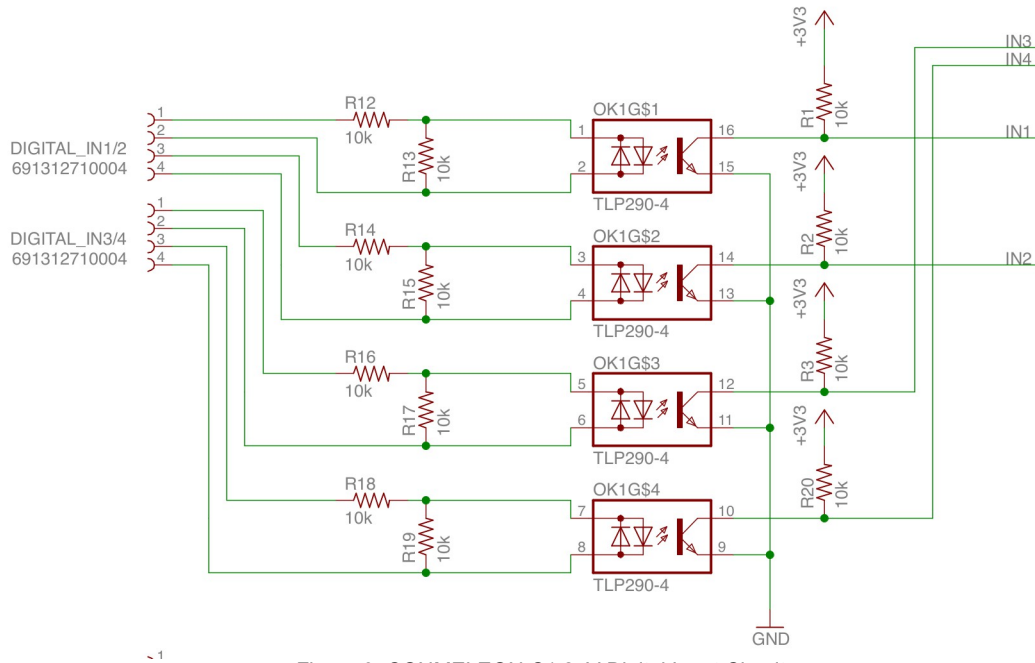 +3V3
IN3
IN4
R12
10k
OK1G$1
R1
10k
1
2
3
4
DIGITAL_IN1/2
691312710004
R13
10k
1
2
16
15
IN1
TLP290-4
+3V3
1
2
3
4
DIGITAL_IN3/4
691312710004
R14
10k
OK1G$2
R2
10k
R15
10k
3
4
14
13
IN2
TLP290-4
+3V3
R16
10k
OK1G$3
R3
10k
R17
10k
5
6
12
11
TLP290-4
+3V3
R18
10k
OK1G$4
R20
10k
R19
10k
7
8
10
9
TLP290-4
GND
1